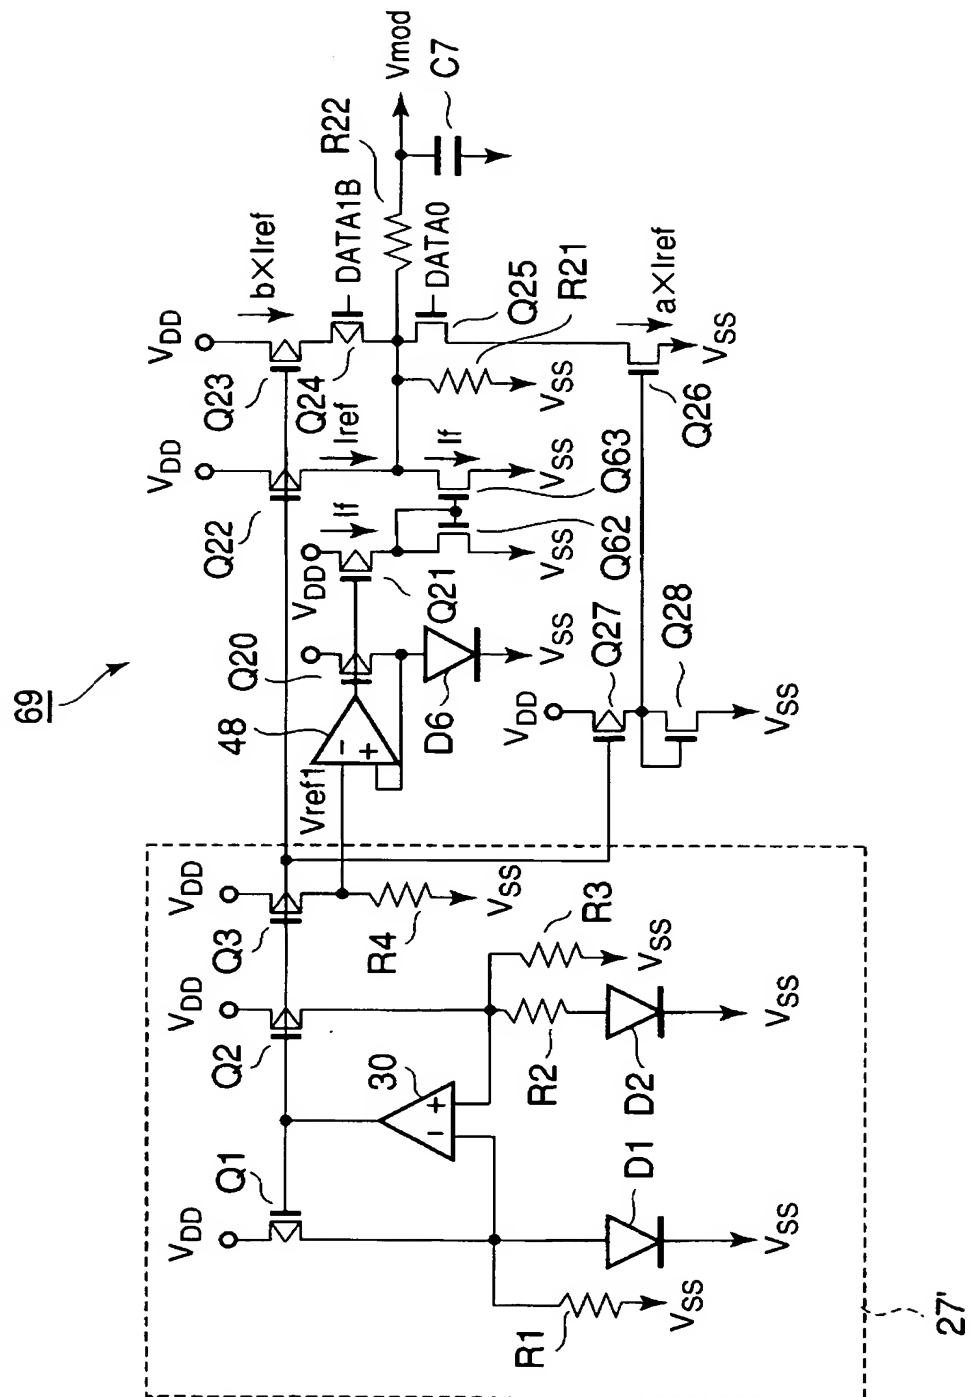 69
VDD
Q1
VDD
Q2
VDD
Q3
30
−
+
R1
VSS
D1
VSS
R2
D2
VSS
R3
VSS
R4
VSS
27'
Vref1
48
−
+
VDD
Q20
D6
VSS
VDD
Q21
If
VDD
Q22
Iref
Q62
VSS
Q63
If
VSS
VDD
Q23
b×Iref
Q24
DATA1B
R22
Vmod
C7
DATA0
Q25
R21
VSS
Q26
a×Iref
VSS
VDD
Q27
Q28
VSS